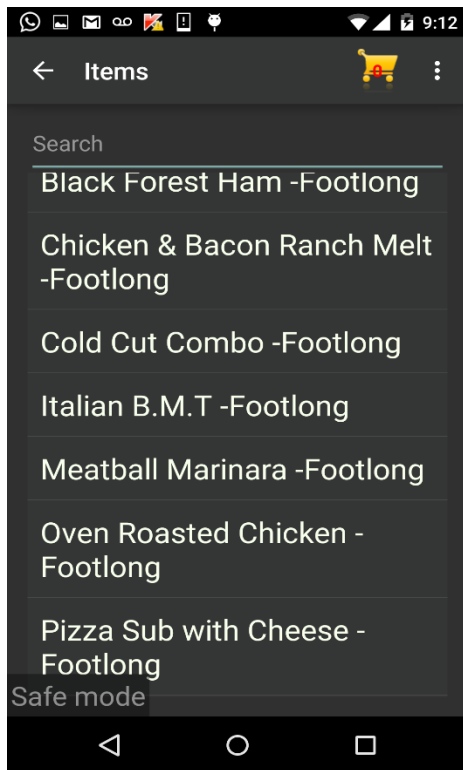 9:12
Items
0
Search
Black Forest Ham -Footlong
Chicken & Bacon Ranch Melt
-Footlong
Cold Cut Combo -Footlong
Italian B.M.T -Footlong
Meatball Marinara -Footlong
Oven Roasted Chicken -
Footlong
Pizza Sub with Cheese -
Footlong
Safe mode